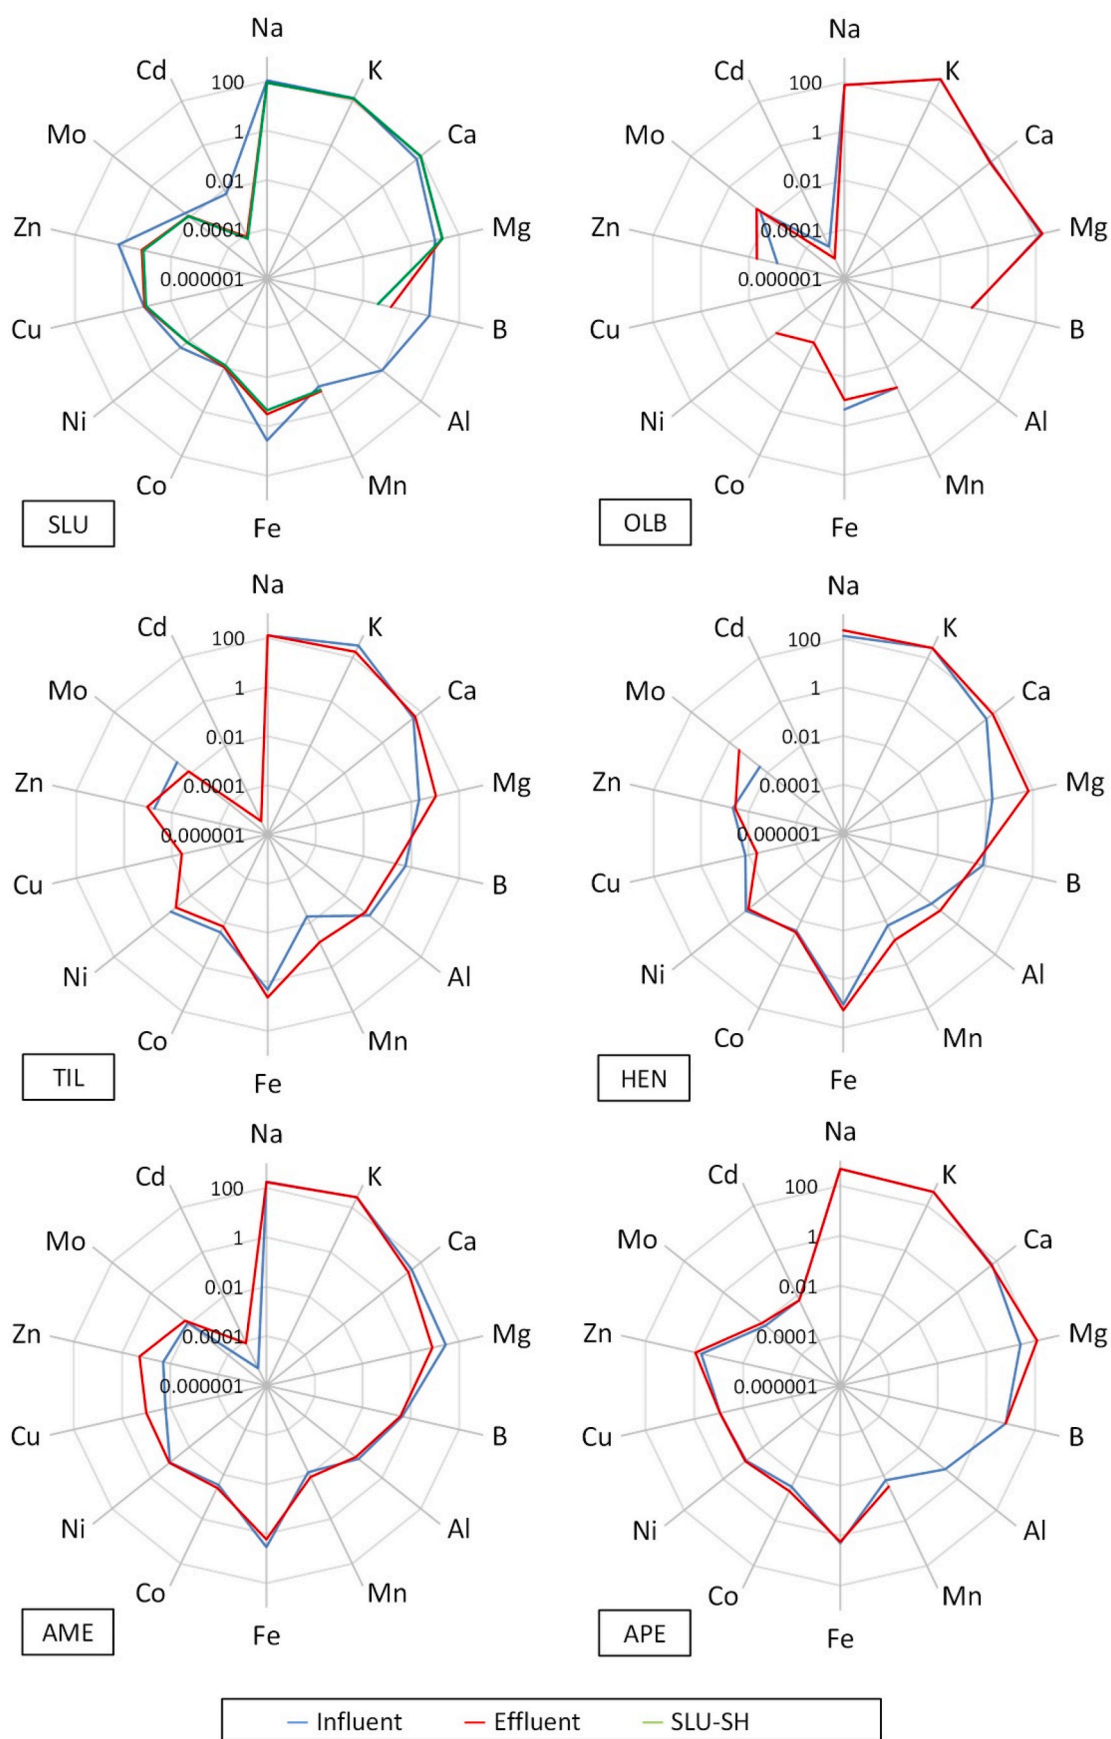 Na
Cd K
100
Mo 1 Ca
0.01
Zn 0.0001 Mg
0.000001
Cu B
Ni Al
Co Mn
SLU Fe
Na
Cd K
100
Mo 1 Ca
0.01
Zn 0.0001 Mg
0.000001
Cu B
Ni Al
Co Mn
OLB Fe
Na
Cd K
100
Mo 1 Ca
0.01
Zn 0.0001 Mg
0.000001
Cu B
Ni Al
Co Mn
TIL Fe
Na
Cd K
100
Mo 1 Ca
0.01
Zn 0.0001 Mg
0.000001
Cu B
Ni Al
Co Mn
HEN Fe
Na
Cd K
100
Mo 1 Ca
0.01
Zn 0.0001 Mg
0.000001
Cu B
Ni Al
Co Mn
AME Fe
Na
Cd K
100
Mo 1 Ca
0.01
Zn 0.0001 Mg
0.000001
Cu B
Ni Al
Co Mn
APE Fe
Influent Effluent SLU-SH